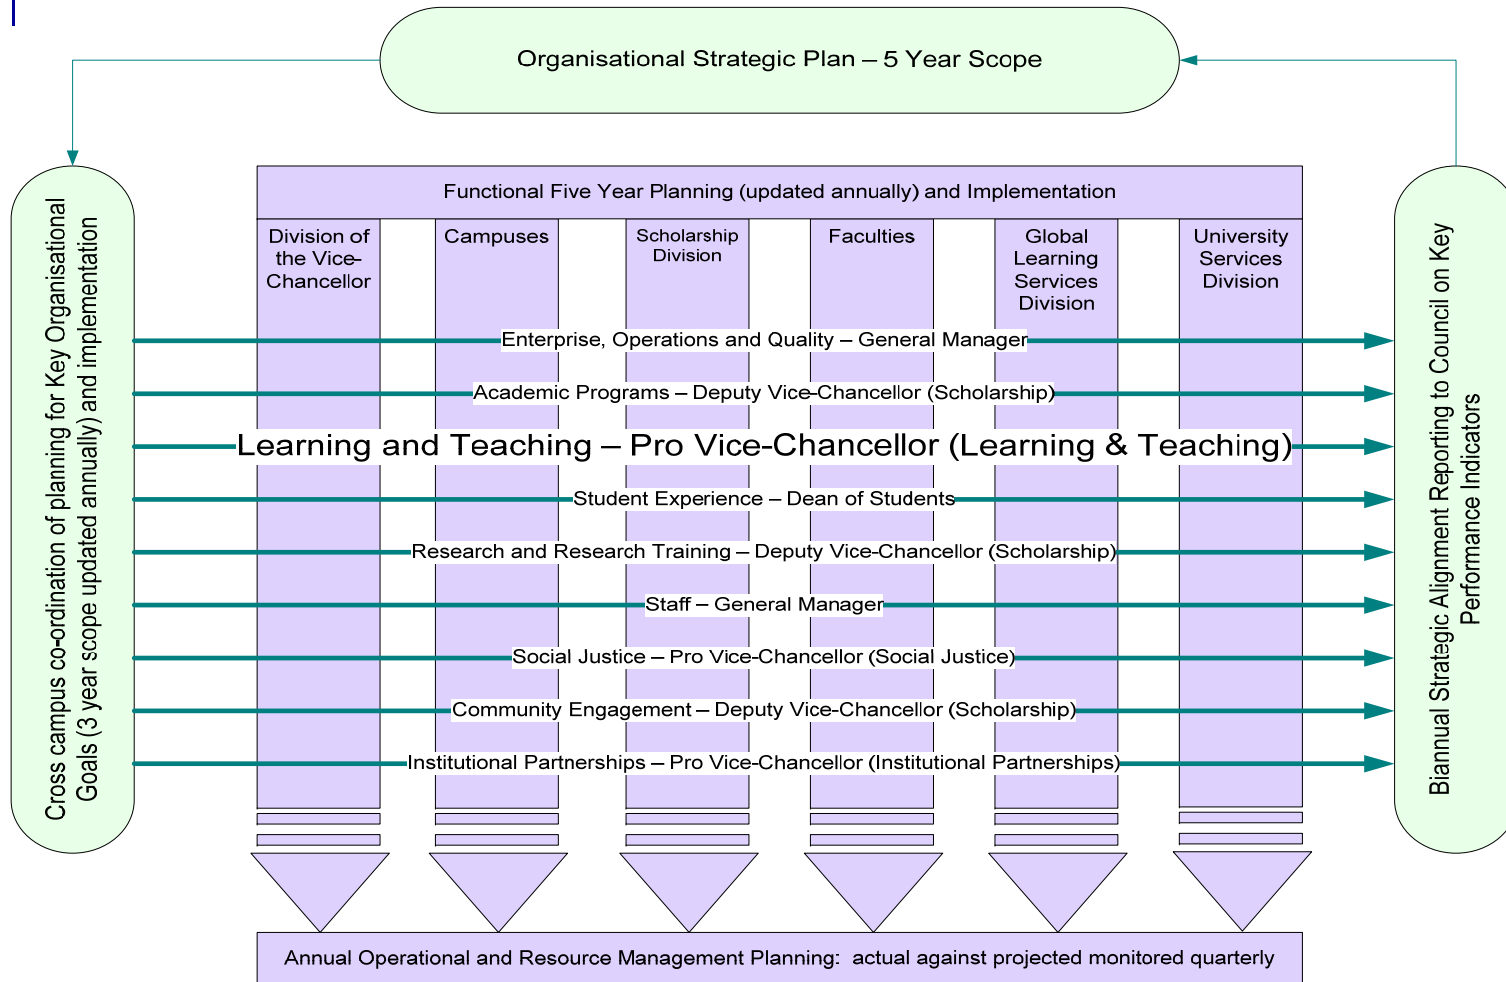 Organisational Strategic Plan – 5 Year Scope
Cross campus co-ordination of planning for Key Organisational
Goals (3 year scope updated annually) and implementation
Functional Five Year Planning (updated annually) and Implementation
Division of
the Vice-
Chancellor
Campuses
Scholarship
Division
Faculties
Global
Learning
Services
Division
University
Services
Division
Enterprise, Operations and Quality – General Manager
Academic Programs – Deputy Vice-Chancellor (Scholarship)
Learning and Teaching – Pro Vice-Chancellor (Learning & Teaching)
Student Experience – Dean of Students
Research and Research Training – Deputy Vice-Chancellor (Scholarship)
Staff – General Manager
Social Justice – Pro Vice-Chancellor (Social Justice)
Community Engagement – Deputy Vice-Chancellor (Scholarship)
Institutional Partnerships – Pro Vice-Chancellor (Institutional Partnerships)
Biannual Strategic Alignment Reporting to Council on Key
Performance Indicators
Annual Operational and Resource Management Planning:  actual against projected monitored quarterly